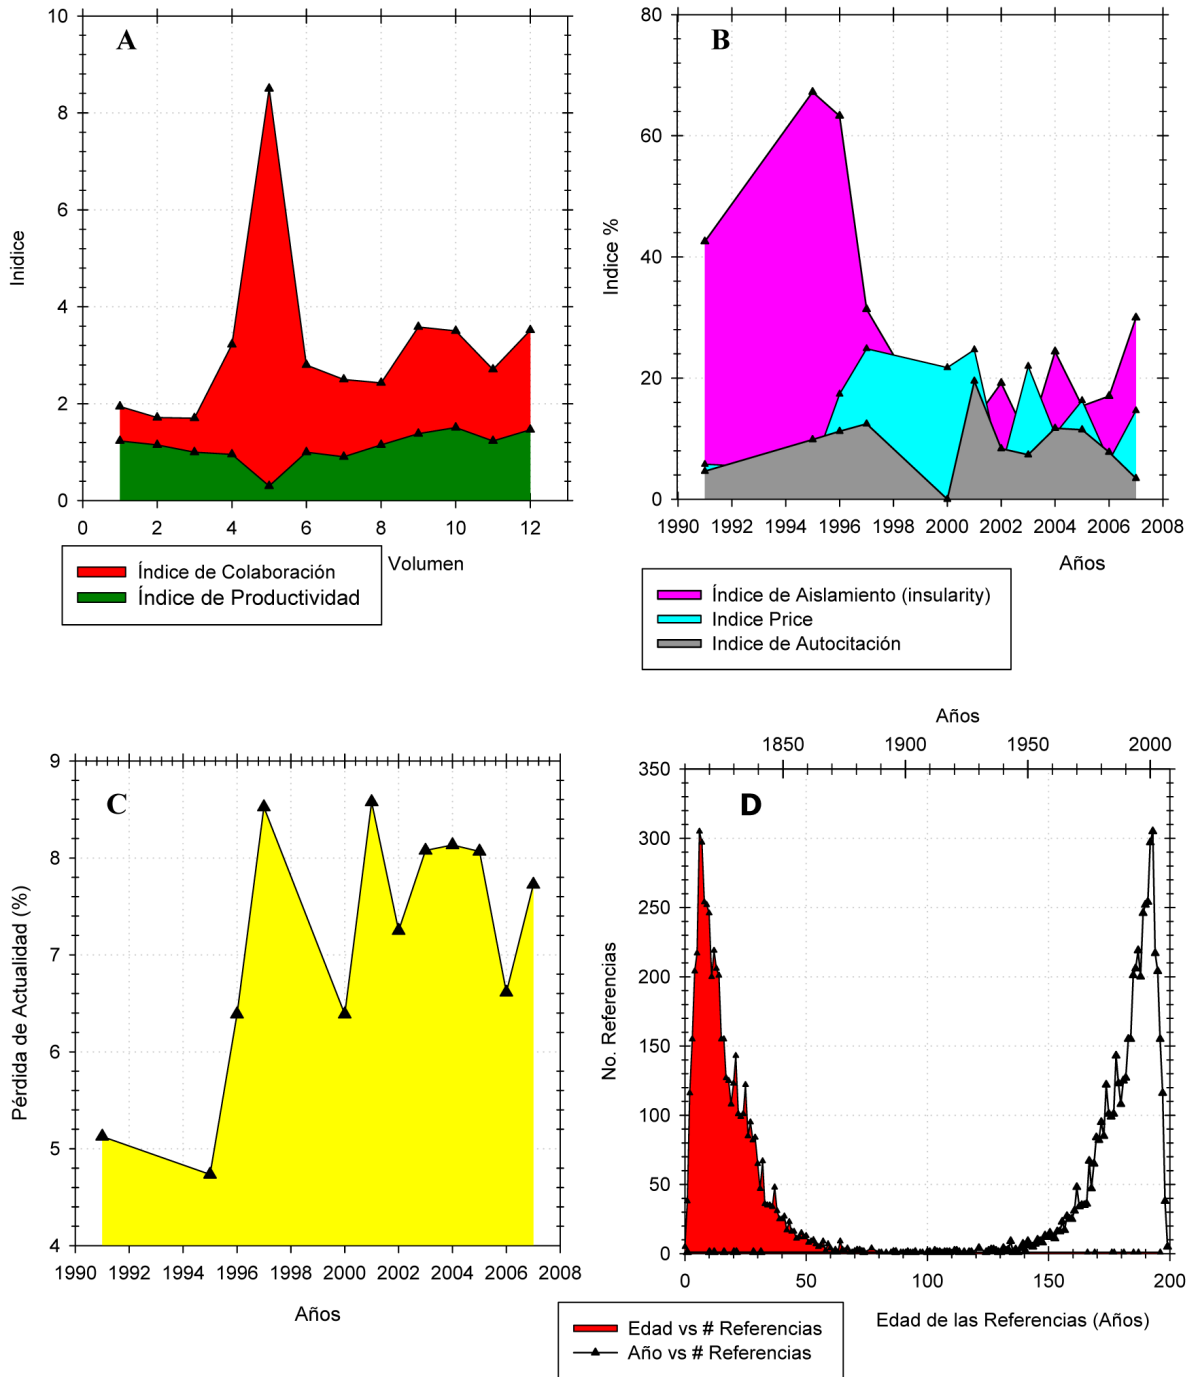 A
10
8
6
4
2
0
Inidice
0 2 4 6 8 10 12
Volumen
Índice de Colaboración
Índice de Productividad
B
80
60
40
20
0
Indice %
1990 1992 1994 1996 1998 2000 2002 2004 2006 2008
Años
Índice de Aislamiento (insularity)
Indice Price
Indice de Autocitación
C
9
8
7
6
5
4
Pérdida de Actualidad (%)
1990 1992 1994 1996 1998 2000 2002 2004 2006 2008
Años
Años
1850 1900 1950 2000
D
350
300
250
200
150
100
50
0
No. Referencias
0 50 100 150 200
Edad de las Referencias (Años)
Edad vs # Referencias
Año vs # Referencias